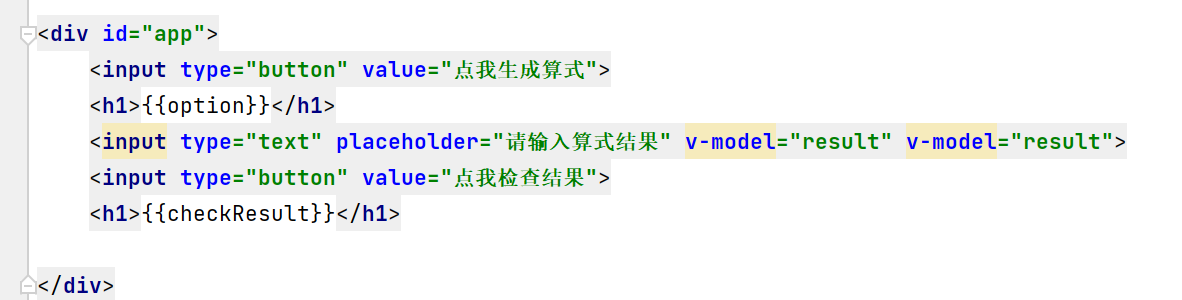 <div id="app">
<input type="button" value="点我生成算式">
<h1>{{option}}</h1>
<input type="text" placeholder="请输入算式结果" v-model="result" v-model="result">
<input type="button" value="点我检查结果">
<h1>{{checkResult}}</h1>
</div>